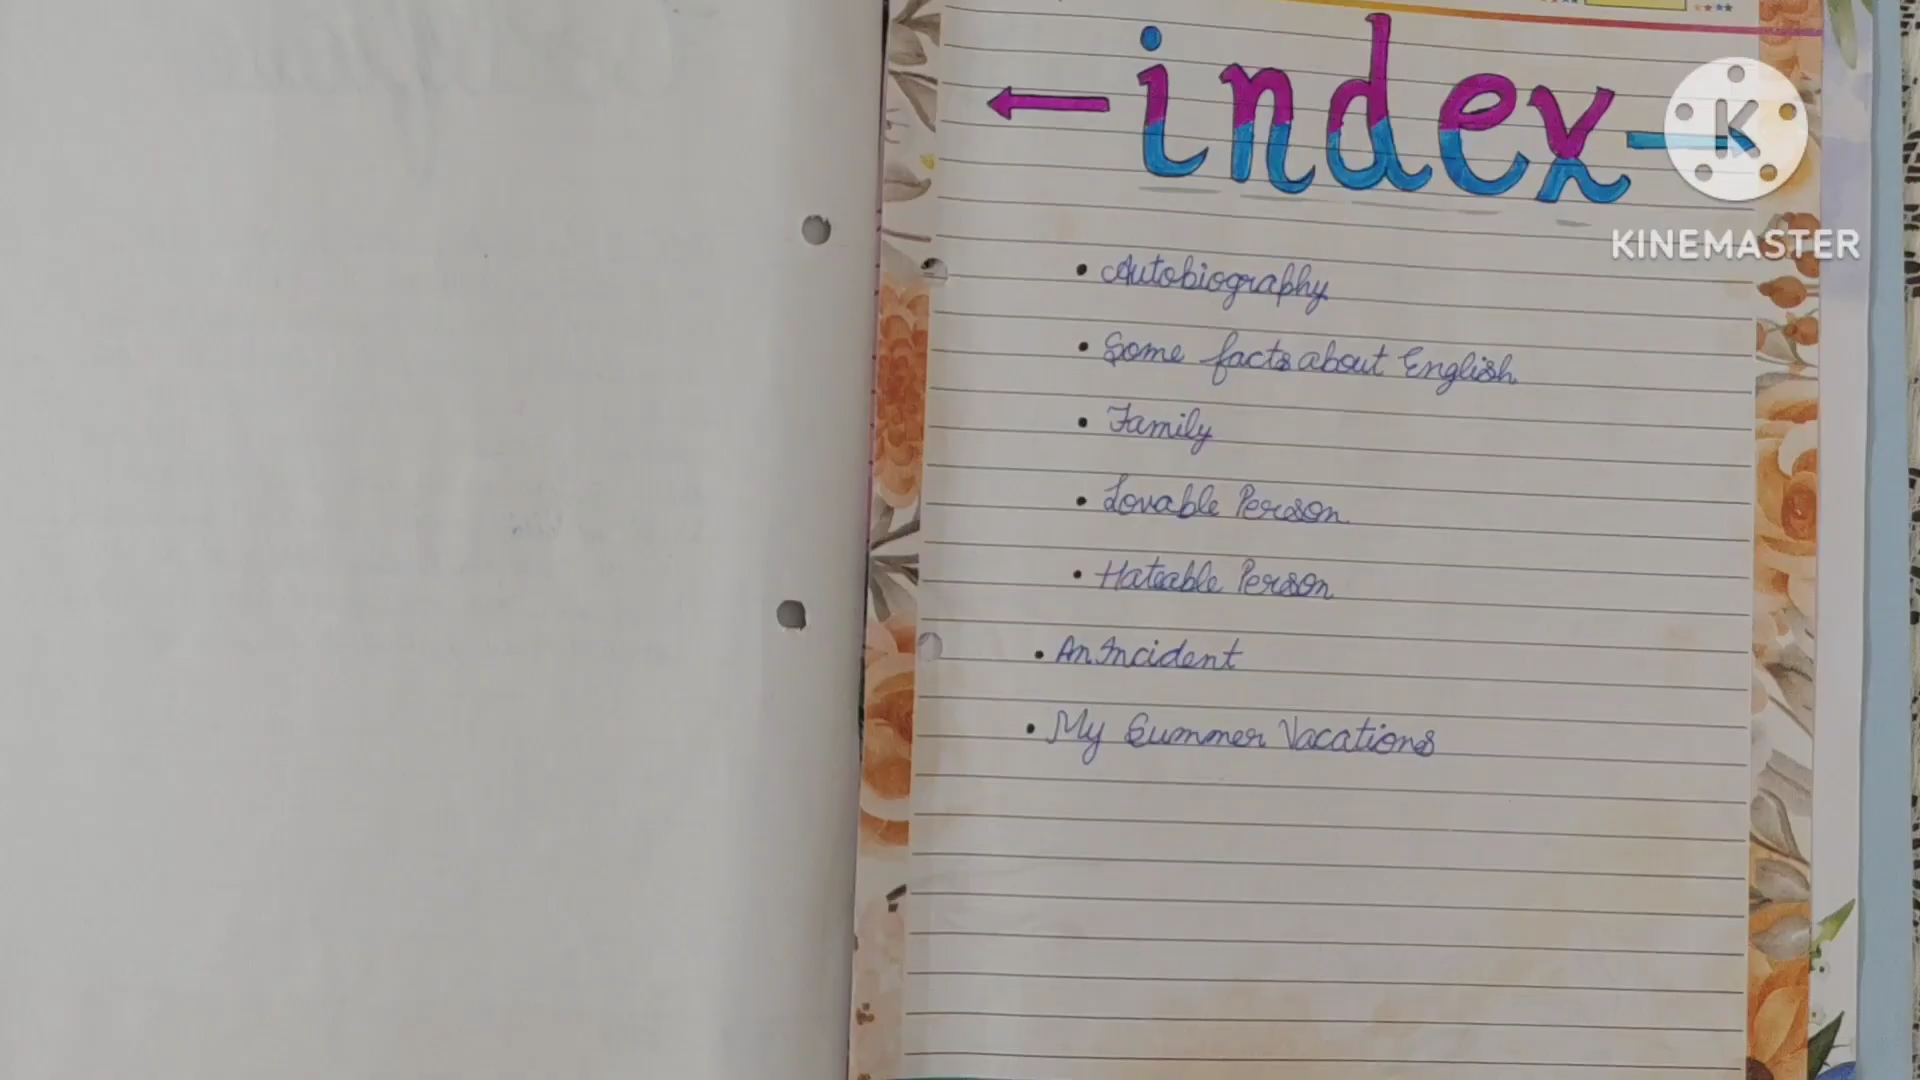 index
K
KINEMASTER
• Autobiography
• Some facts about English
• Family
• Lovable Person
• Hateable Person
• An Incident
• My Summer Vacations